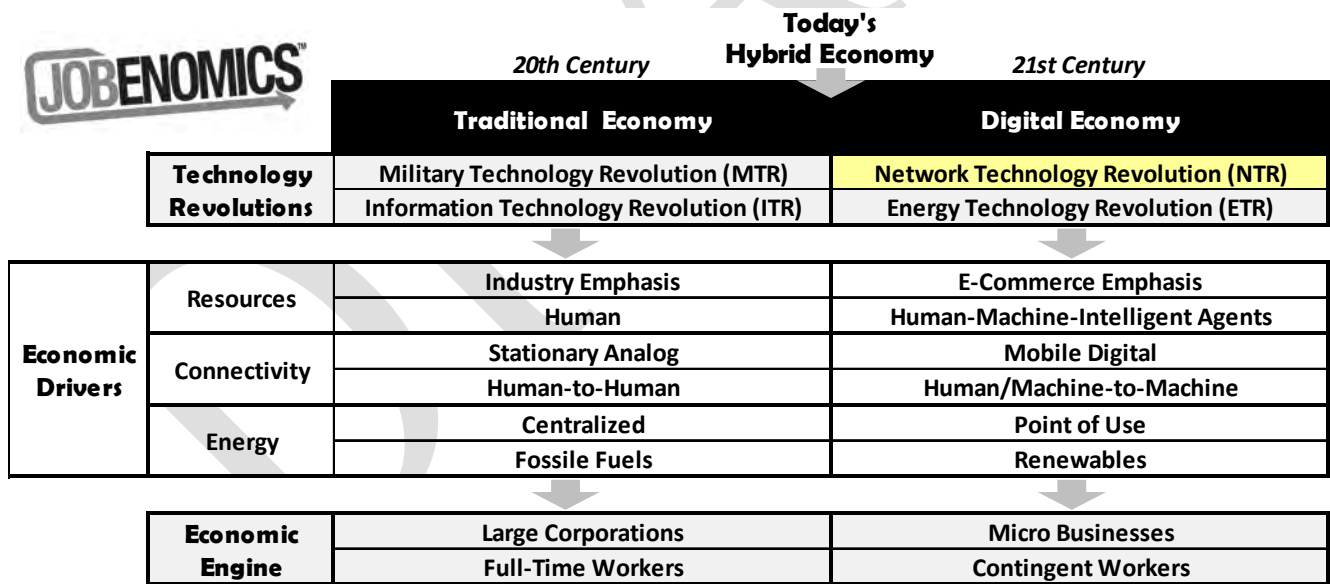 JOBENOMICS™
Today's
Hybrid Economy
20th Century
21st Century
Traditional Economy
Digital Economy
Technology
Revolutions
Military Technology Revolution (MTR)
Network Technology Revolution (NTR)
Information Technology Revolution (ITR)
Energy Technology Revolution (ETR)
Economic
Drivers
Resources
Industry Emphasis
E-Commerce Emphasis
Human
Human-Machine-Intelligent Agents
Connectivity
Stationary Analog
Mobile Digital
Human-to-Human
Human/Machine-to-Machine
Energy
Centralized
Point of Use
Fossile Fuels
Renewables
Economic
Engine
Large Corporations
Micro Businesses
Full-Time Workers
Contingent Workers